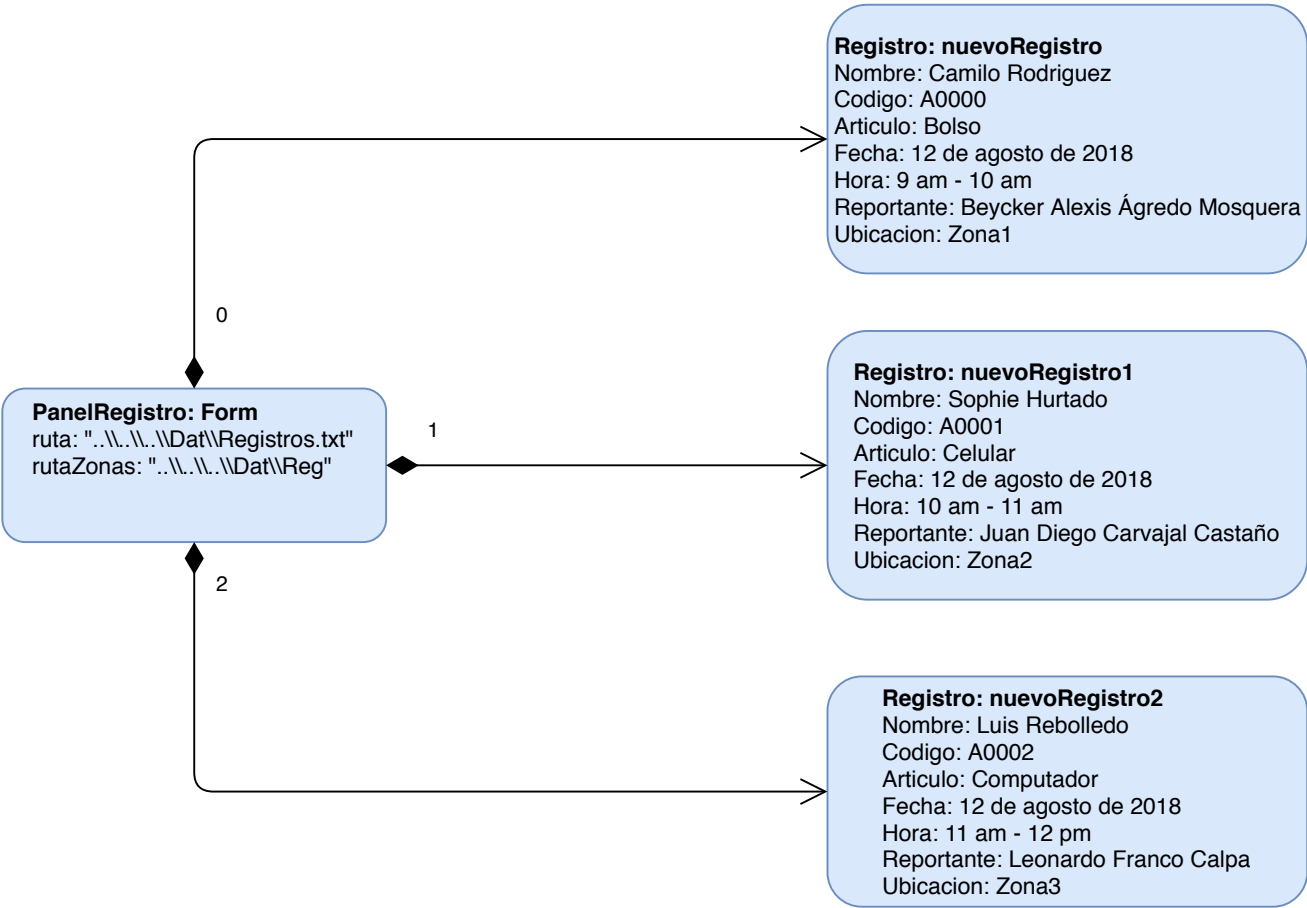 Registro: nuevoRegistro
Nombre: Camilo Rodriguez
Codigo: A0000
Articulo: Bolso
Fecha: 12 de agosto de 2018
Hora: 9 am - 10 am
Reportante: Beycker Alexis Ágredo Mosquera
Ubicacion: Zona1
0
PanelRegistro: Form
ruta: "..\\..\\..\\Dat\\Registros.txt"
rutaZonas: "..\\..\\..\\Dat\\Reg"
1
Registro: nuevoRegistro1
Nombre: Sophie Hurtado
Codigo: A0001
Articulo: Celular
Fecha: 12 de agosto de 2018
Hora: 10 am - 11 am
Reportante: Juan Diego Carvajal Castaño
Ubicacion: Zona2
2
Registro: nuevoRegistro2
Nombre: Luis Rebolledo
Codigo: A0002
Articulo: Computador
Fecha: 12 de agosto de 2018
Hora: 11 am - 12 pm
Reportante: Leonardo Franco Calpa
Ubicacion: Zona3